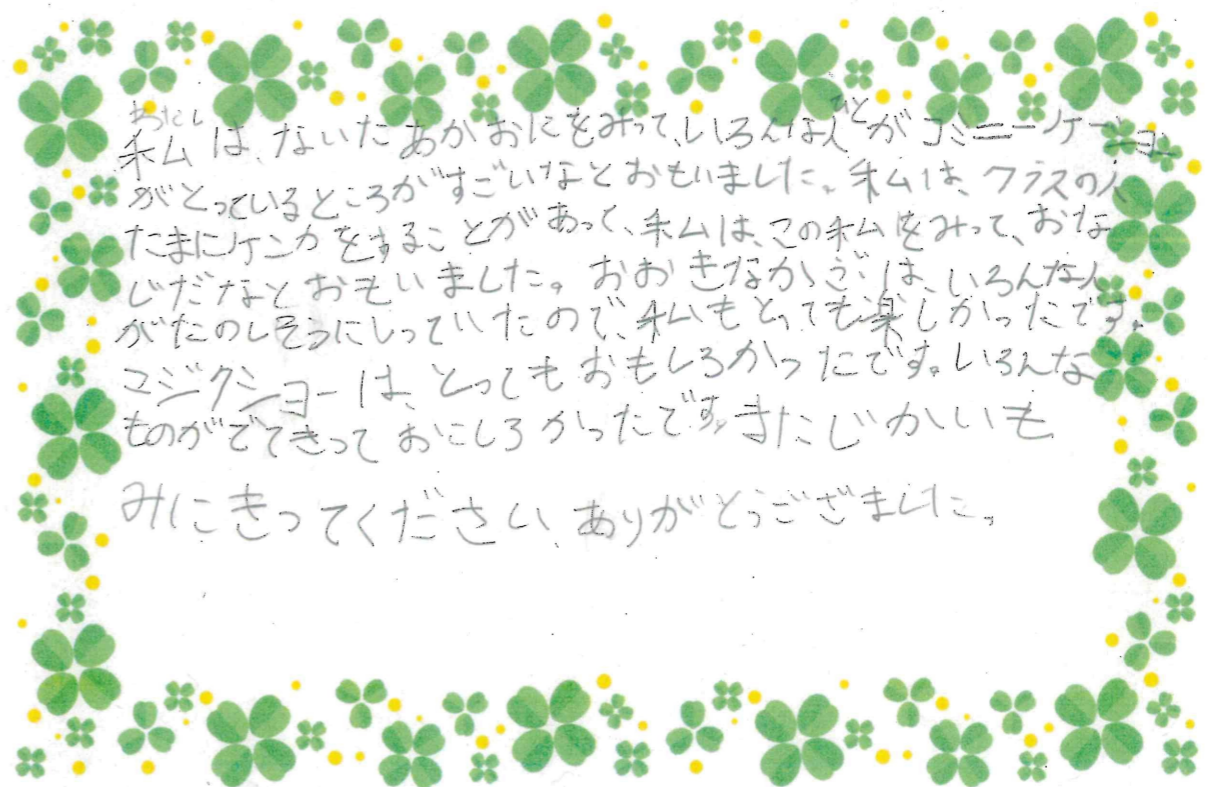 わたし ひと
私は、ないたあかおにをみって、いろんな人がコミニーケーショ
がとっているところがすごいなとおもいました。私は、クラスの人
たまにケンカをすることがあって、私は、この私をみって、おな
じだなとおもいました。おおきなかぶは、いろんな人
がたのしそうにしっていたので、私もとっても楽しかったです。
マジクショーは、とってもおもしろかったです。いろんな
ものがでてきっておにしろかったです。またじかいも
みにきってください、ありがとうござました。